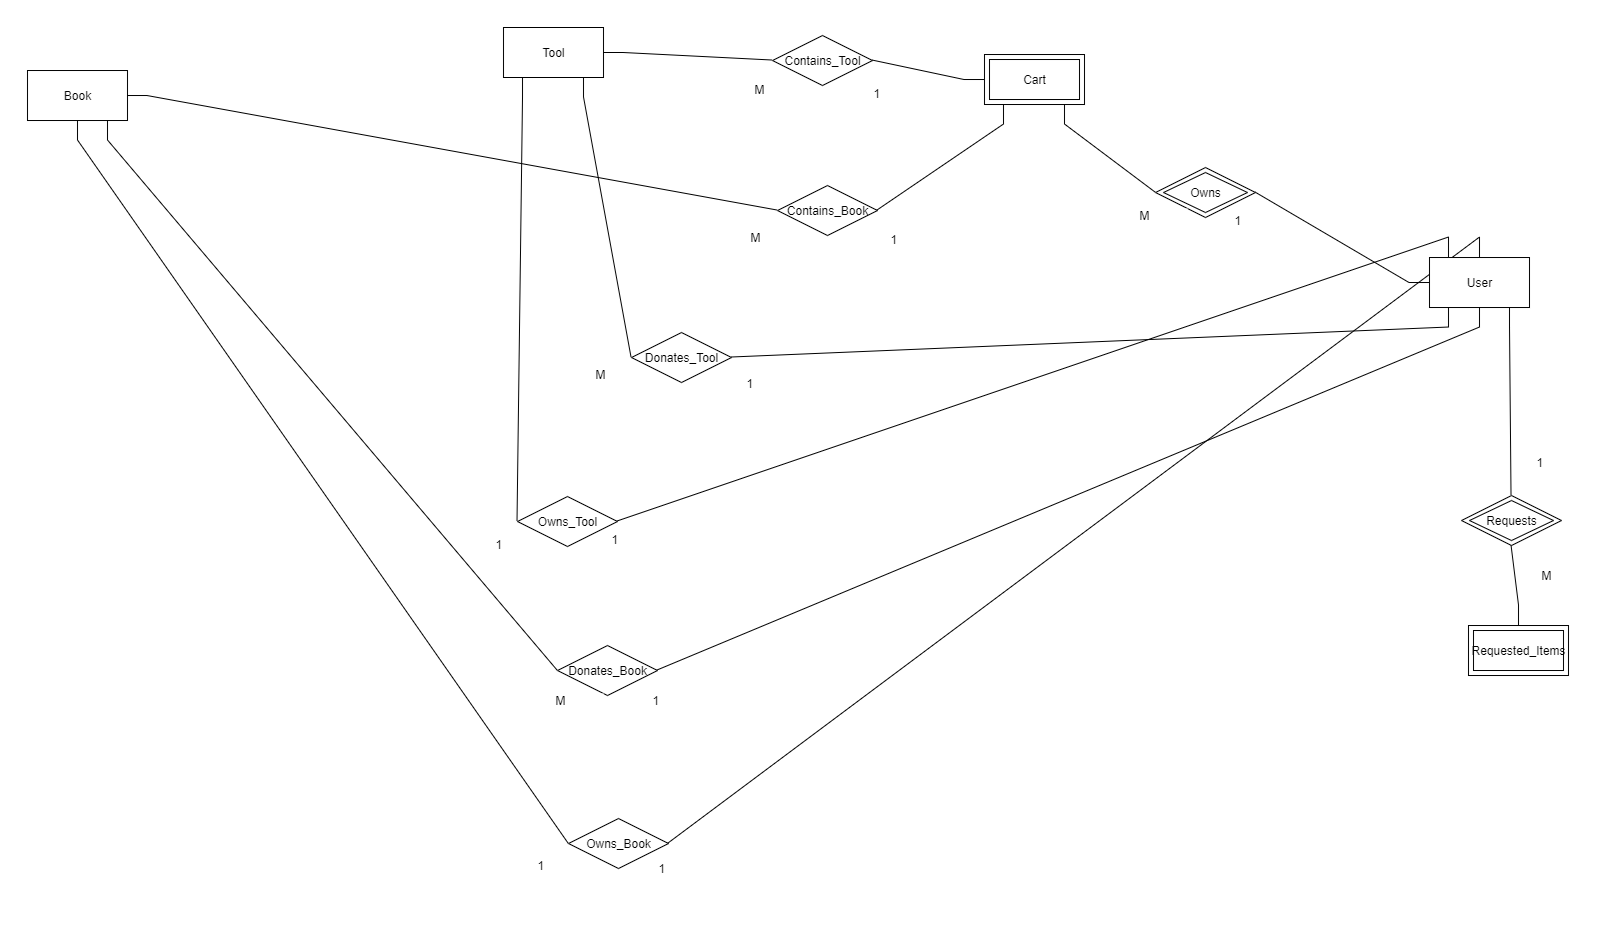 Tool
Contains_Tool
Cart
Book
M
1
Owns
Contains_Book
M
1
M
1
User
Donates_Tool
M
1
1
Owns_Tool
Requests
1
1
M
Requested_Items
Donates_Book
M
1
Owns_Book
1
1